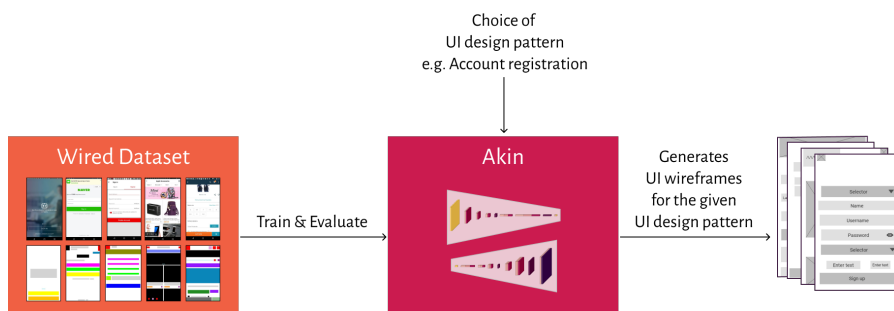 Choice of
UI design pattern
e.g. Account registration
Wired Dataset
Train & Evaluate
Akin
Generates
UI wireframes
for the given
UI design pattern
Selector
Name
Username
Password
Selector
Enter text
Enter text
Sign up